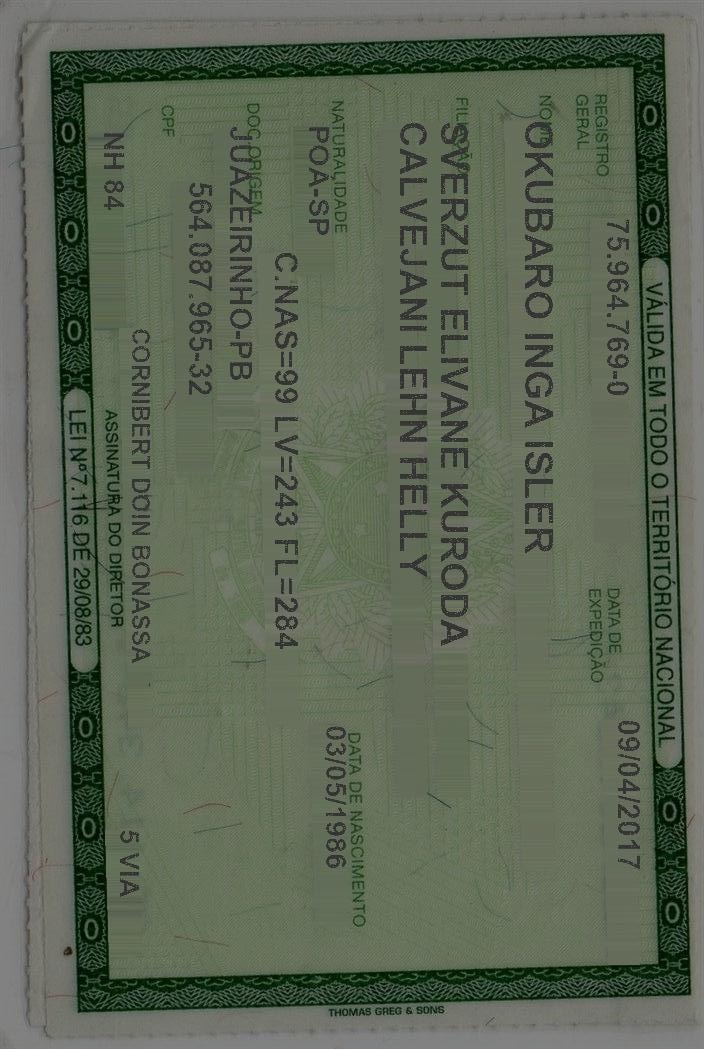 VÁLIDA EM TODO O TERRITÓRIO NACIONAL
REGISTRO GERAL 75.964.769-0 DATA DE EXPEDIÇÃO 09/04/2017
NOME OKUBARO INGA ISLER
FILIAÇÃO SVERZUT ELIVANE KURODA
CALVEJANI LEHN HELLY
NATURALIDADE DATA DE NASCIMENTO
POA-SP 03/05/1986
C.NAS=99 LV=243 FL=284
DOC ORIGEM
JUAZEIRINHO-PB
564.087.965-32
CPF
CORNIBERT DOIN BONASSA 5 VIA
NH 84
ASSINATURA DO DIRETOR
LEI Nº 7.116 DE 29/08/83
THOMAS GREG & SONS